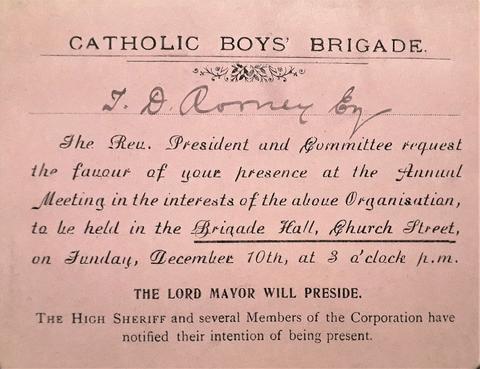 CATHOLIC BOYS' BRIGADE.
T. D. Rooney Esq
The Rev. President and Committee request
the favour of your presence at the Annual
Meeting in the interests of the above Organisation,
to be held in the Brigade Hall, Church Street,
on Sunday, December 10th, at 3 o'clock p.m.
THE LORD MAYOR WILL PRESIDE.
THE HIGH SHERIFF and several Members of the Corporation have
notified their intention of being present.